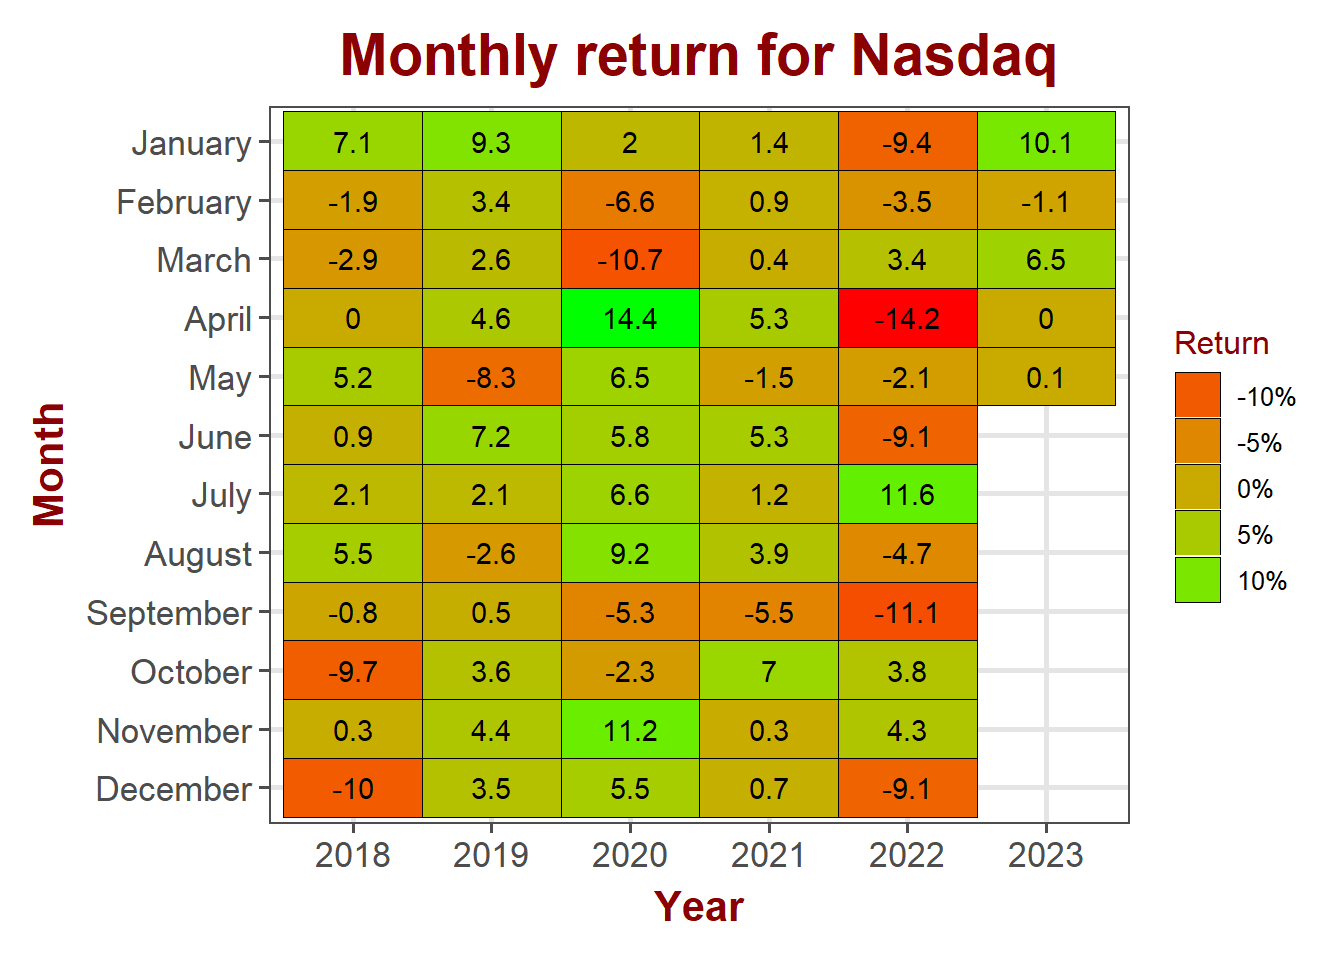 Monthly return for Nasdaq
January 7.1 9.3 2 1.4 -9.4 10.1
February -1.9 3.4 -6.6 0.9 -3.5 -1.1
March -2.9 2.6 -10.7 0.4 3.4 6.5
April 0 4.6 14.4 5.3 -14.2 0
May 5.2 -8.3 6.5 -1.5 -2.1 0.1
June 0.9 7.2 5.8 5.3 -9.1
July 2.1 2.1 6.6 1.2 11.6
August 5.5 -2.6 9.2 3.9 -4.7
September -0.8 0.5 -5.3 -5.5 -11.1
October -9.7 3.6 -2.3 7 3.8
November 0.3 4.4 11.2 0.3 4.3
December -10 3.5 5.5 0.7 -9.1
2018 2019 2020 2021 2022 2023
Year
Month
Return
-10%
-5%
0%
5%
10%